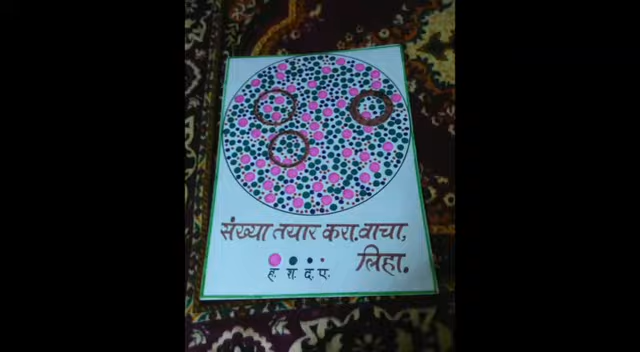 संख्या तयार करा. वाचा,
लिहा.
ह. श. द. ए.